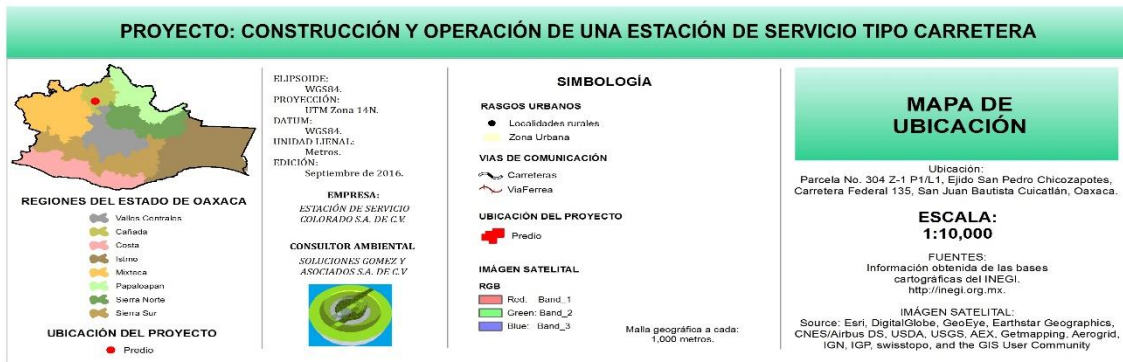 PROYECTO: CONSTRUCCIÓN Y OPERACIÓN DE UNA ESTACIÓN DE SERVICIO TIPO CARRETERA
REGIONES DEL ESTADO DE OAXACA
Valles Centrales
Cañada
Costa
Istmo
Mixteca
Papaloapan
Sierra Norte
Sierra Sur
UBICACIÓN DEL PROYECTO
Predio
ELIPSOIDE:
WGS84.
PROYECCIÓN:
UTM Zona 14N.
DATUM:
WGS84.
UNIDAD LIENAL:
Metros.
EDICIÓN:
Septiembre de 2016.
EMPRESA:
ESTACIÓN DE SERVICIO
COLORADO S.A. DE C.V.
CONSULTOR AMBIENTAL
SOLUCIONES GOMEZ Y
ASOCIADOS S.A. DE C.V
SIMBOLOGÍA
RASGOS URBANOS
Localidades rurales
Zona Urbana
VIAS DE COMUNICACIÓN
Carreteras
ViaFerrea
UBICACIÓN DEL PROYECTO
Predio
IMÁGEN SATELITAL
RGB
Red: Band_1
Green: Band_2
Blue: Band_3
Malla geográfica a cada:
1,000 metros.
MAPA DE
UBICACIÓN
Ubicación:
Parcela No. 304 Z-1 P1/L1, Ejido San Pedro Chicozapotes,
Carretera Federal 135, San Juan Bautista Cuicatlán, Oaxaca.
ESCALA:
1:10,000
FUENTES:
Información obtenida de las bases
cartográficas del INEGI.
http://inegi.org.mx.
IMÁGEN SATELITAL:
Source: Esri, DigitalGlobe, GeoEye, Earthstar Geographics,
CNES/Airbus DS, USDA, USGS, AEX, Getmapping, Aerogrid,
IGN, IGP, swisstopo, and the GIS User Community